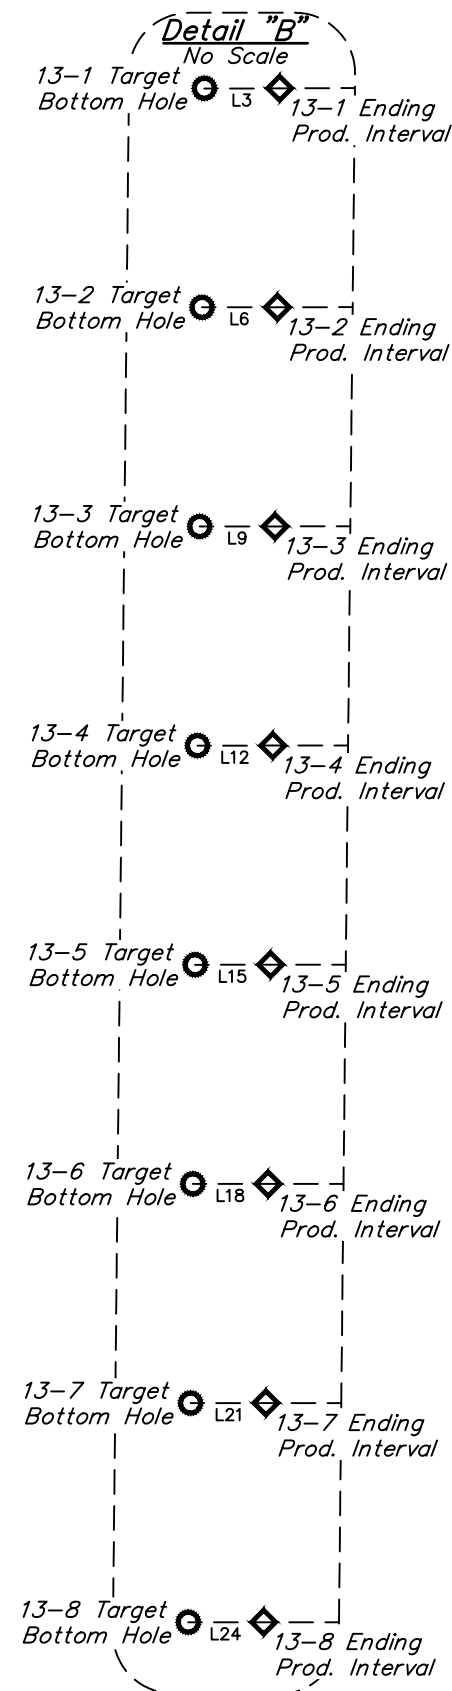 Detail "B"
No Scale
13-1 Target
Bottom Hole
L3
13-1 Ending
Prod. Interval
13-2 Target
Bottom Hole
L6
13-2 Ending
Prod. Interval
13-3 Target
Bottom Hole
L9
13-3 Ending
Prod. Interval
13-4 Target
Bottom Hole
L12
13-4 Ending
Prod. Interval
13-5 Target
Bottom Hole
L15
13-5 Ending
Prod. Interval
13-6 Target
Bottom Hole
L18
13-6 Ending
Prod. Interval
13-7 Target
Bottom Hole
L21
13-7 Ending
Prod. Interval
13-8 Target
Bottom Hole
L24
13-8 Ending
Prod. Interval